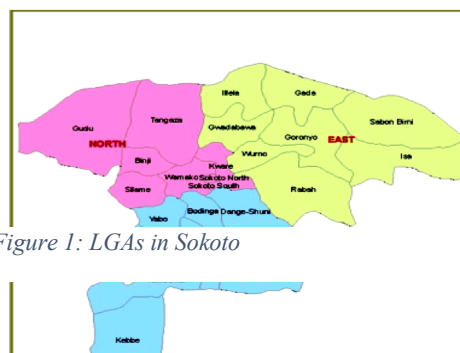 Illela
Gada
Tangaza
Sabon Birni
Gudu
Gwadabawa
Goronyo
NORTH
EAST
Wurno
Binji
Isa
Kware
Wamako Sokoto North
Silame
Sokoto South
Rabah
Yabo
Bodinga
Dange-Shuni
Figure 1: LGAs in Sokoto
Kebbe